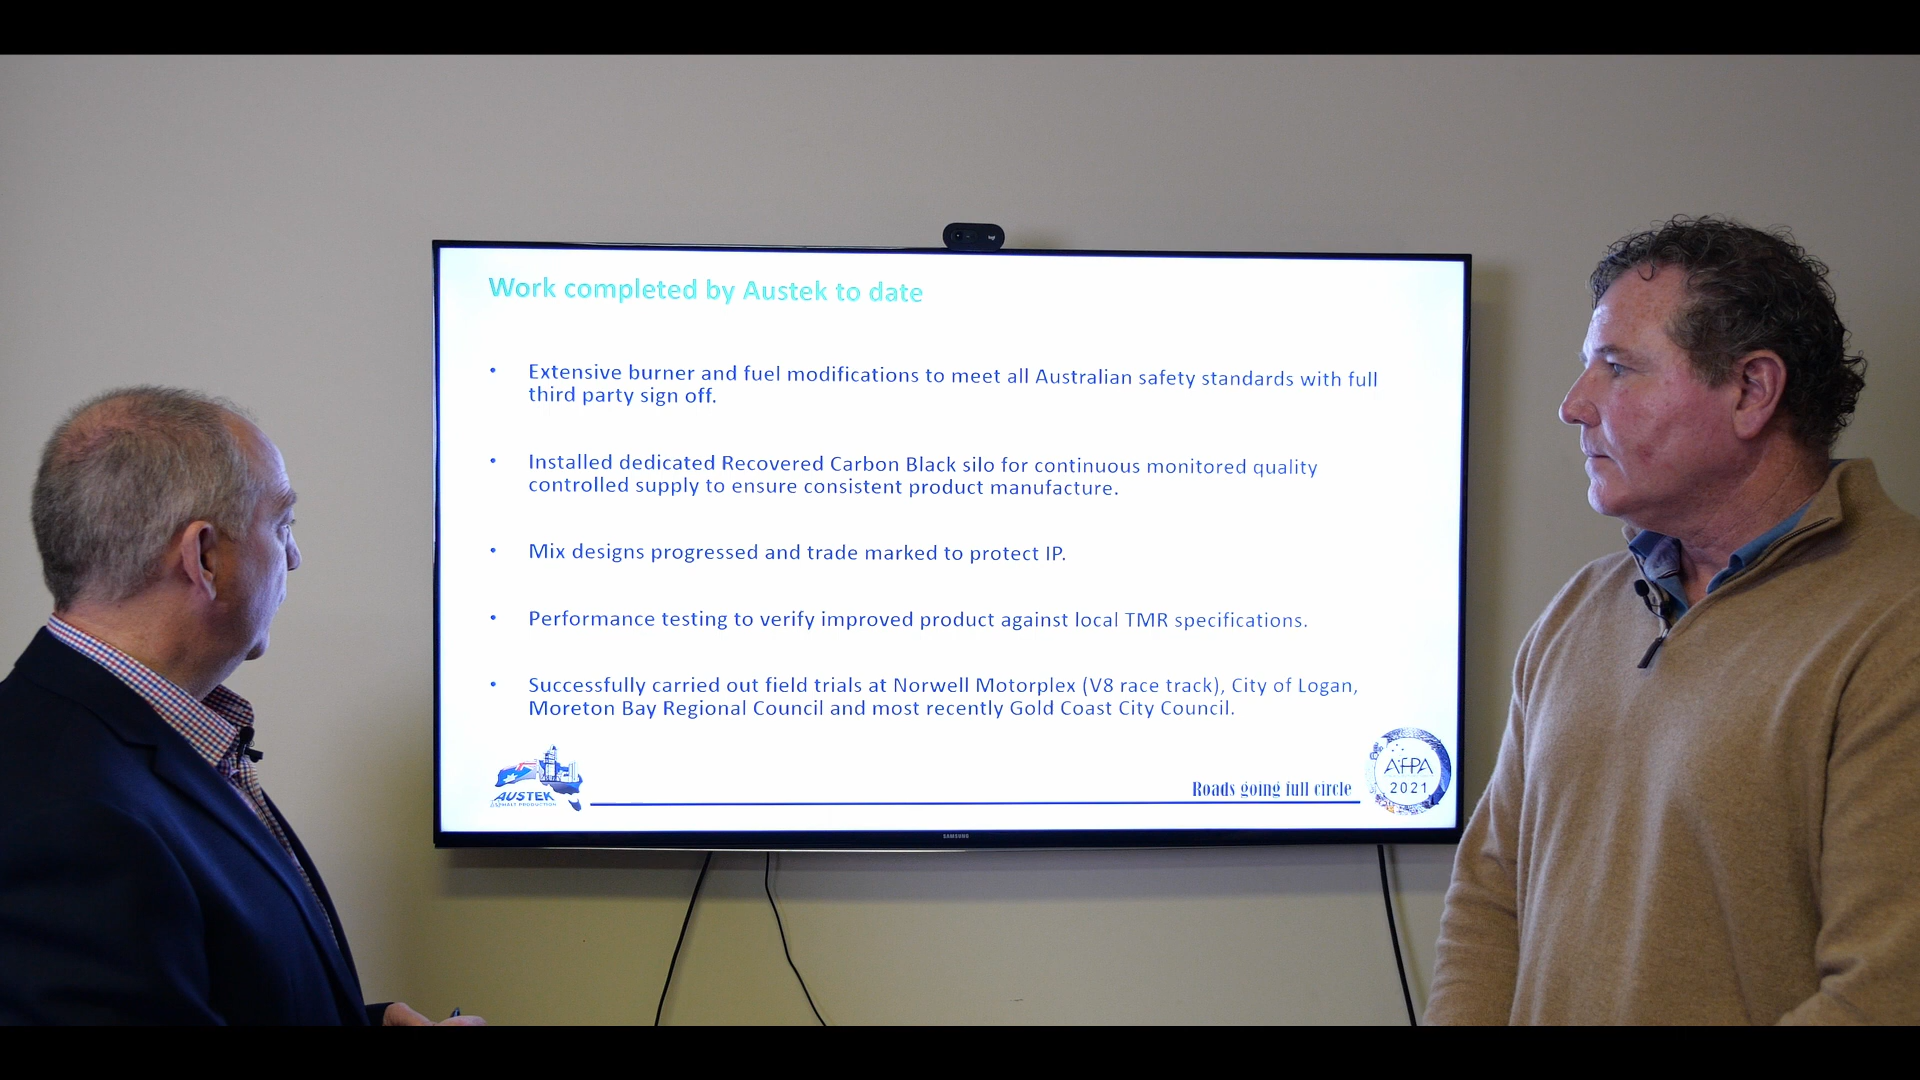 Work completed by Austek to date
• Extensive burner and fuel modifications to meet all Australian safety standards with full
third party sign off.
• Installed dedicated Recovered Carbon Black silo for continuous monitored quality
controlled supply to ensure consistent product manufacture.
• Mix designs progressed and trade marked to protect IP.
• Performance testing to verify improved product against local TMR specifications.
• Successfully carried out field trials at Norwell Motorplex (V8 race track), City of Logan,
Moreton Bay Regional Council and most recently Gold Coast City Council.
AUSTEK
ASPHALT PRODUCTION
Roads going full circle
AfPA
2021
SAMSUNG
logi